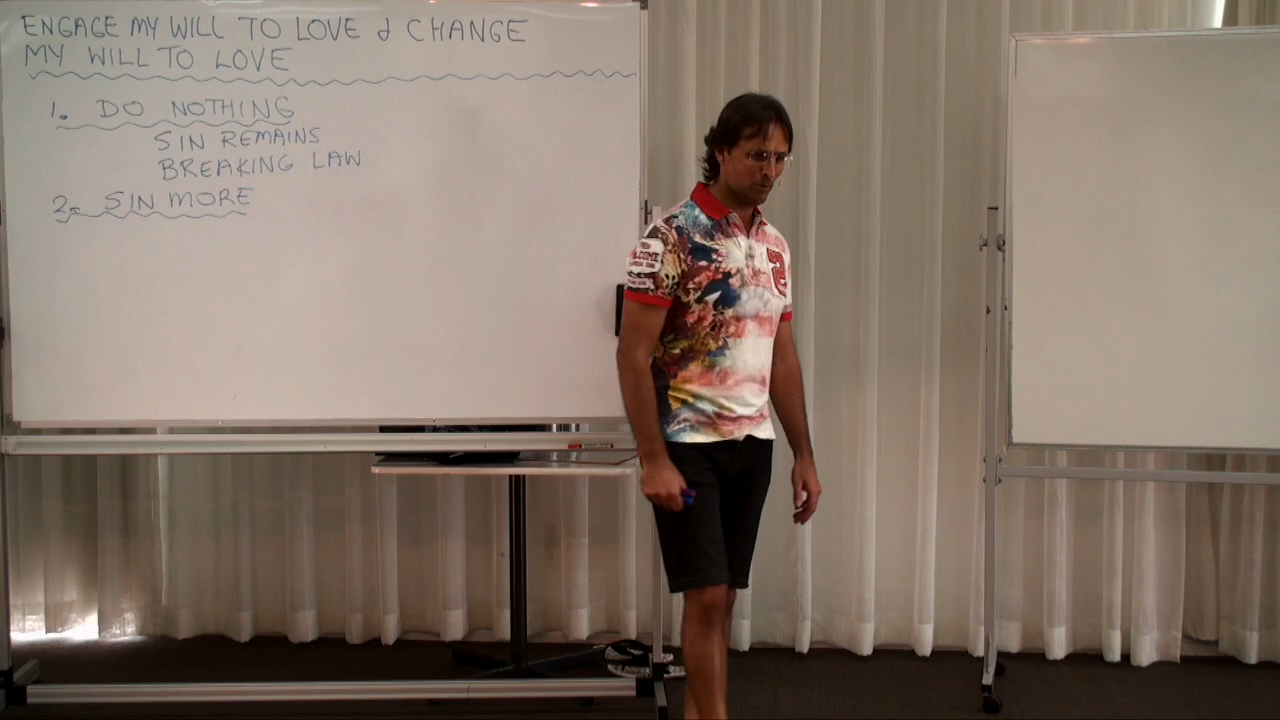 ENGAGE MY WILL TO LOVE & CHANGE
MY WILL TO LOVE
1. DO NOTHING
SIN REMAINS
BREAKING LAW
2. SIN MORE
2